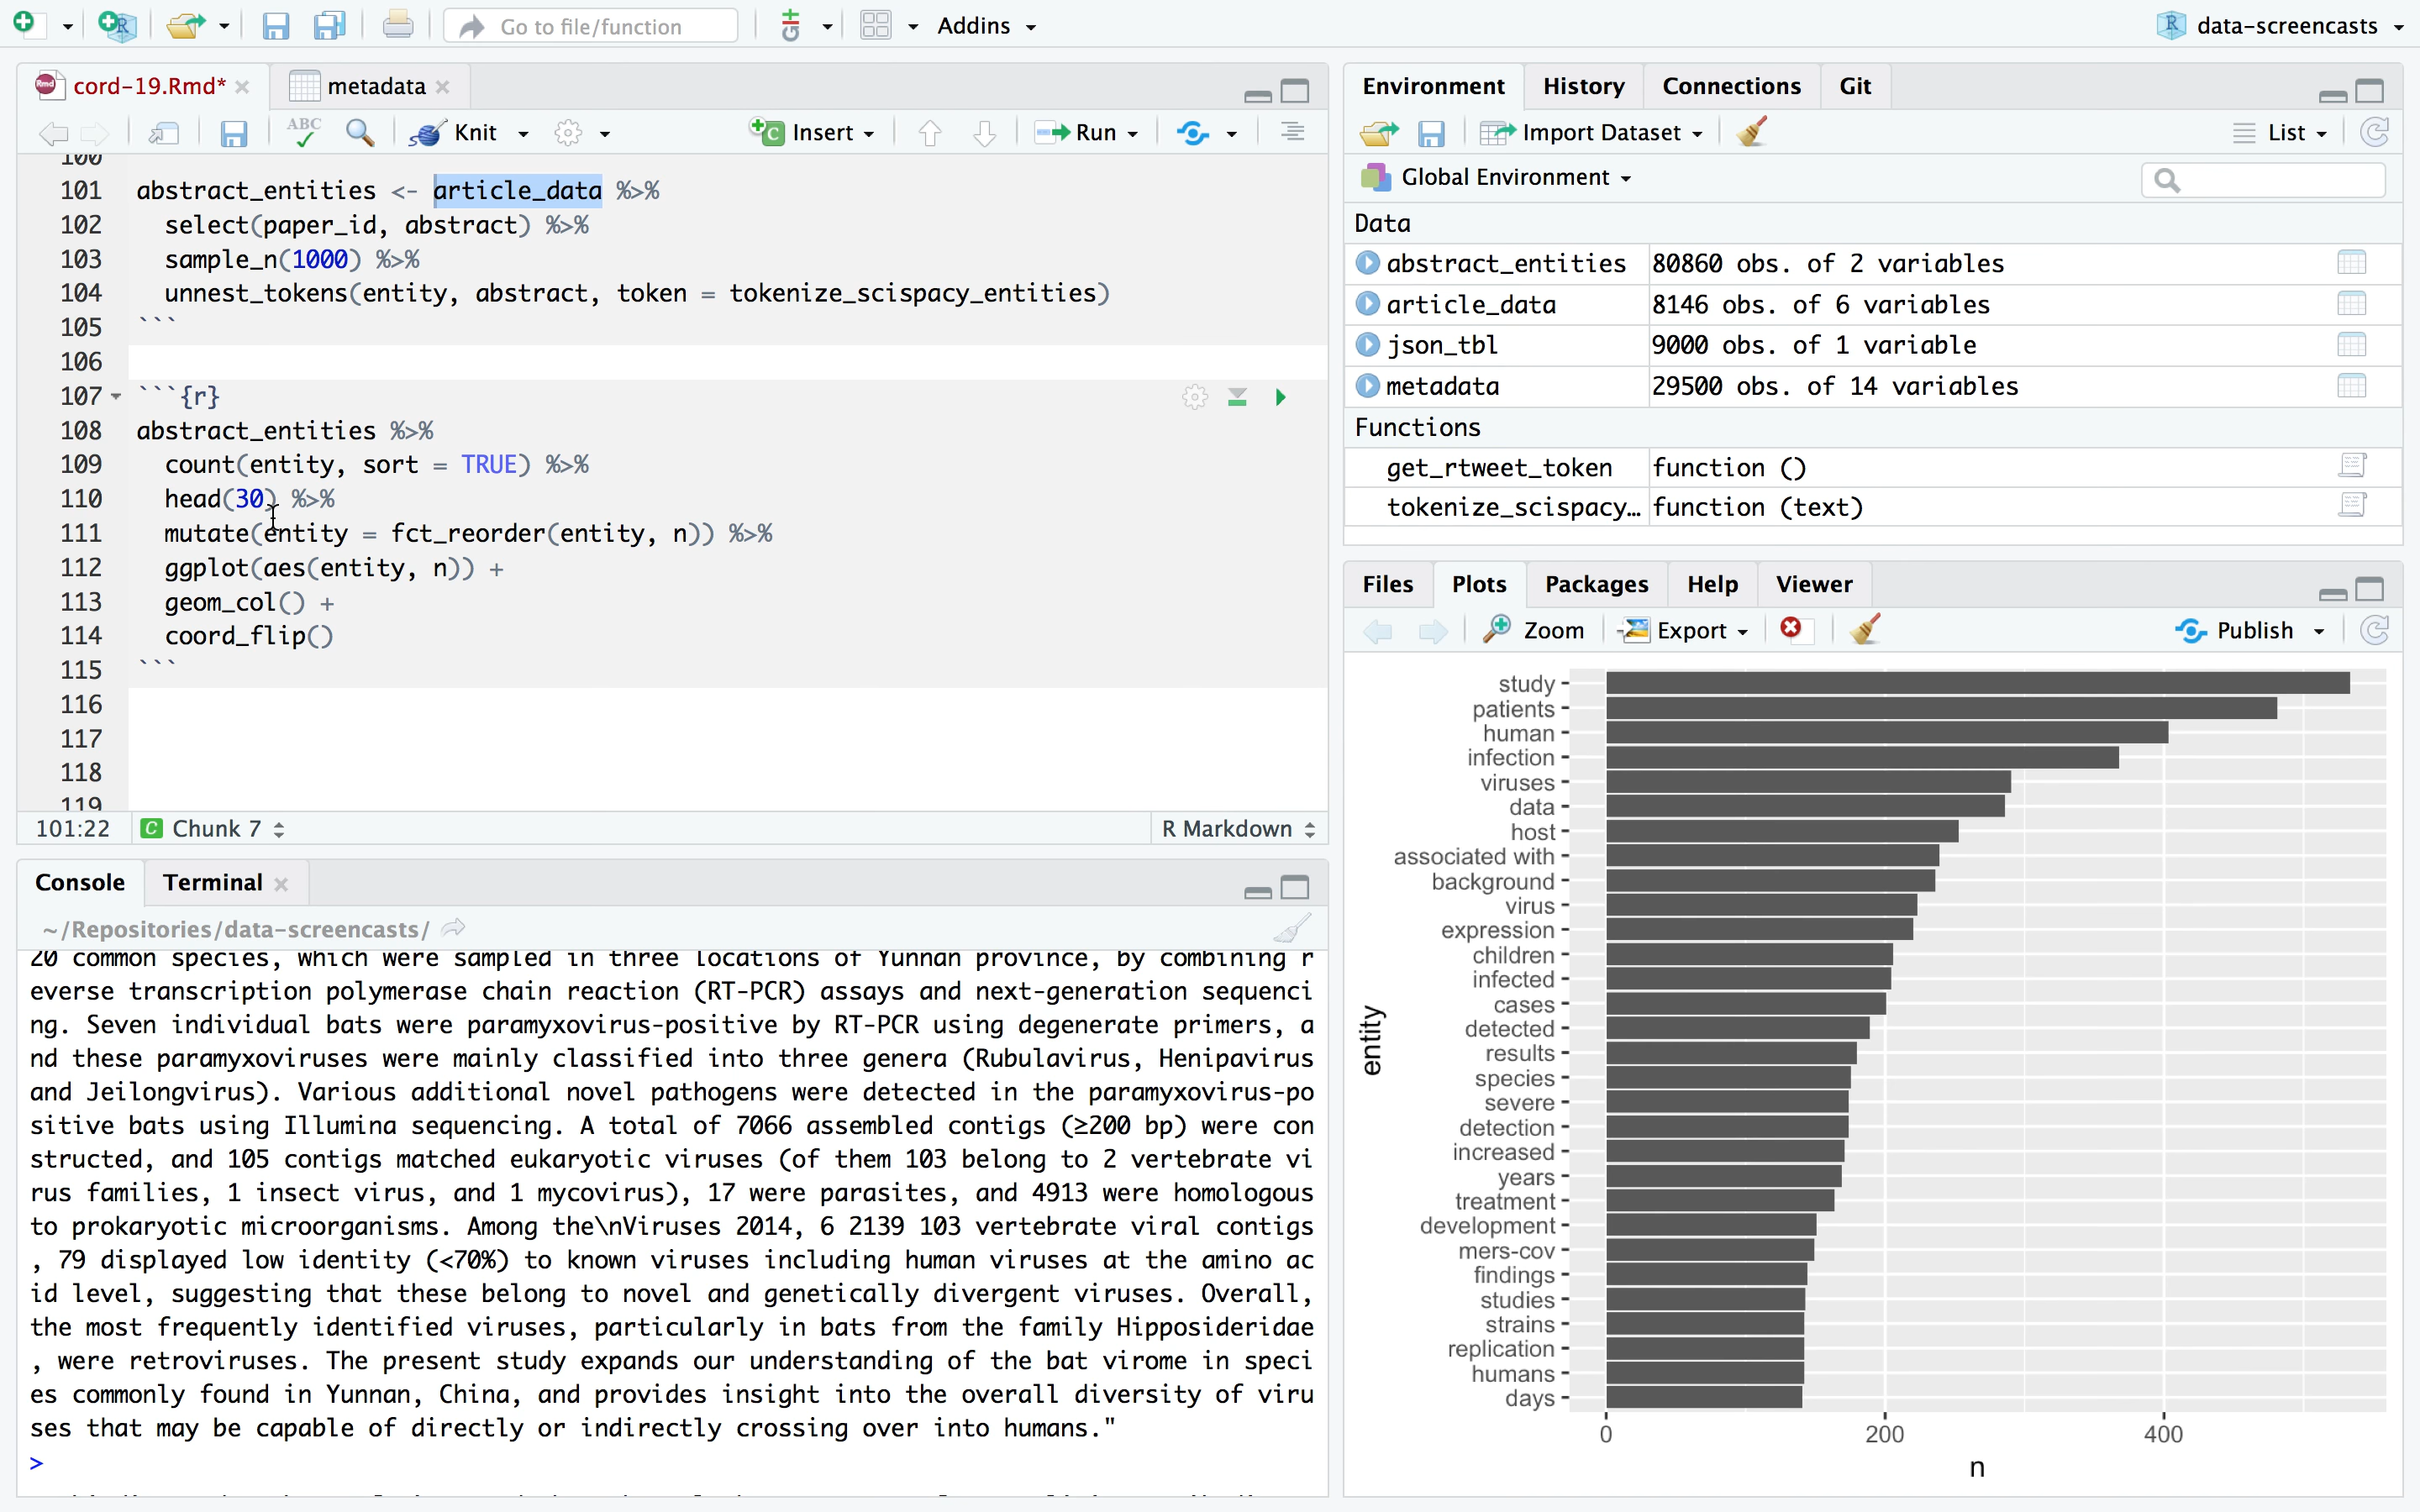 Go to file/function
Addins
data-screencasts
cord-19.Rmd*
metadata
ABC
Knit
Insert
Run
100
101 abstract_entities <- article_data %>%
102 select(paper_id, abstract) %>%
103 sample_n(1000) %>%
104 unnest_tokens(entity, abstract, token = tokenize_scispacy_entities)
105 ```
106
107 ```{r}
108 abstract_entities %>%
109 count(entity, sort = TRUE) %>%
110 head(30) %>%
111 mutate(entity = fct_reorder(entity, n)) %>%
112 ggplot(aes(entity, n)) +
113 geom_col() +
114 coord_flip()
115 ```
116
117
118
119
101:22 C Chunk 7 R Markdown
Console Terminal
~/Repositories/data-screencasts/
20 common species, which were sampled in three locations of Yunnan province, by combining r
everse transcription polymerase chain reaction (RT-PCR) assays and next-generation sequenci
ng. Seven individual bats were paramyxovirus-positive by RT-PCR using degenerate primers, a
nd these paramyxoviruses were mainly classified into three genera (Rubulavirus, Henipavirus
and Jeilongvirus). Various additional novel pathogens were detected in the paramyxovirus-po
sitive bats using Illumina sequencing. A total of 7066 assembled contigs (≥200 bp) were con
structed, and 105 contigs matched eukaryotic viruses (of them 103 belong to 2 vertebrate vi
rus families, 1 insect virus, and 1 mycovirus), 17 were parasites, and 4913 were homologous
to prokaryotic microorganisms. Among the\nViruses 2014, 6 2139 103 vertebrate viral contigs
, 79 displayed low identity (<70%) to known viruses including human viruses at the amino ac
id level, suggesting that these belong to novel and genetically divergent viruses. Overall,
the most frequently identified viruses, particularly in bats from the family Hipposideridae
, were retroviruses. The present study expands our understanding of the bat virome in speci
es commonly found in Yunnan, China, and provides insight into the overall diversity of viru
ses that may be capable of directly or indirectly crossing over into humans."
>
Environment History Connections Git
Import Dataset
List
Global Environment
Data
abstract_entities 80860 obs. of 2 variables
article_data 8146 obs. of 6 variables
json_tbl 9000 obs. of 1 variable
metadata 29500 obs. of 14 variables
Functions
get_rtweet_token function ()
tokenize_scispacy… function (text)
Files Plots Packages Help Viewer
Zoom Export Publish
study
patients
human
infection
viruses
data
host
associated with
background
virus
expression
children
infected
cases
detected
results
species
severe
detection
increased
years
treatment
development
mers-cov
findings
studies
strains
replication
humans
days
entity
0 200 400
n